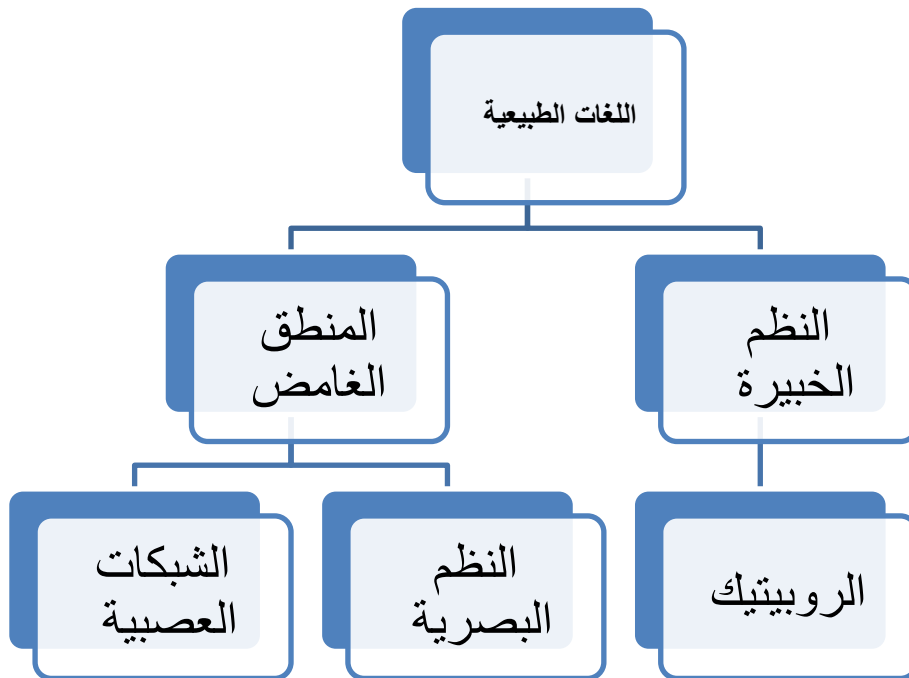 اللغات الطبيعية
النظم
الخبيرة
المنطق
الغامض
الروبيتيك
النظم
البصرية
الشبكات
العصبية